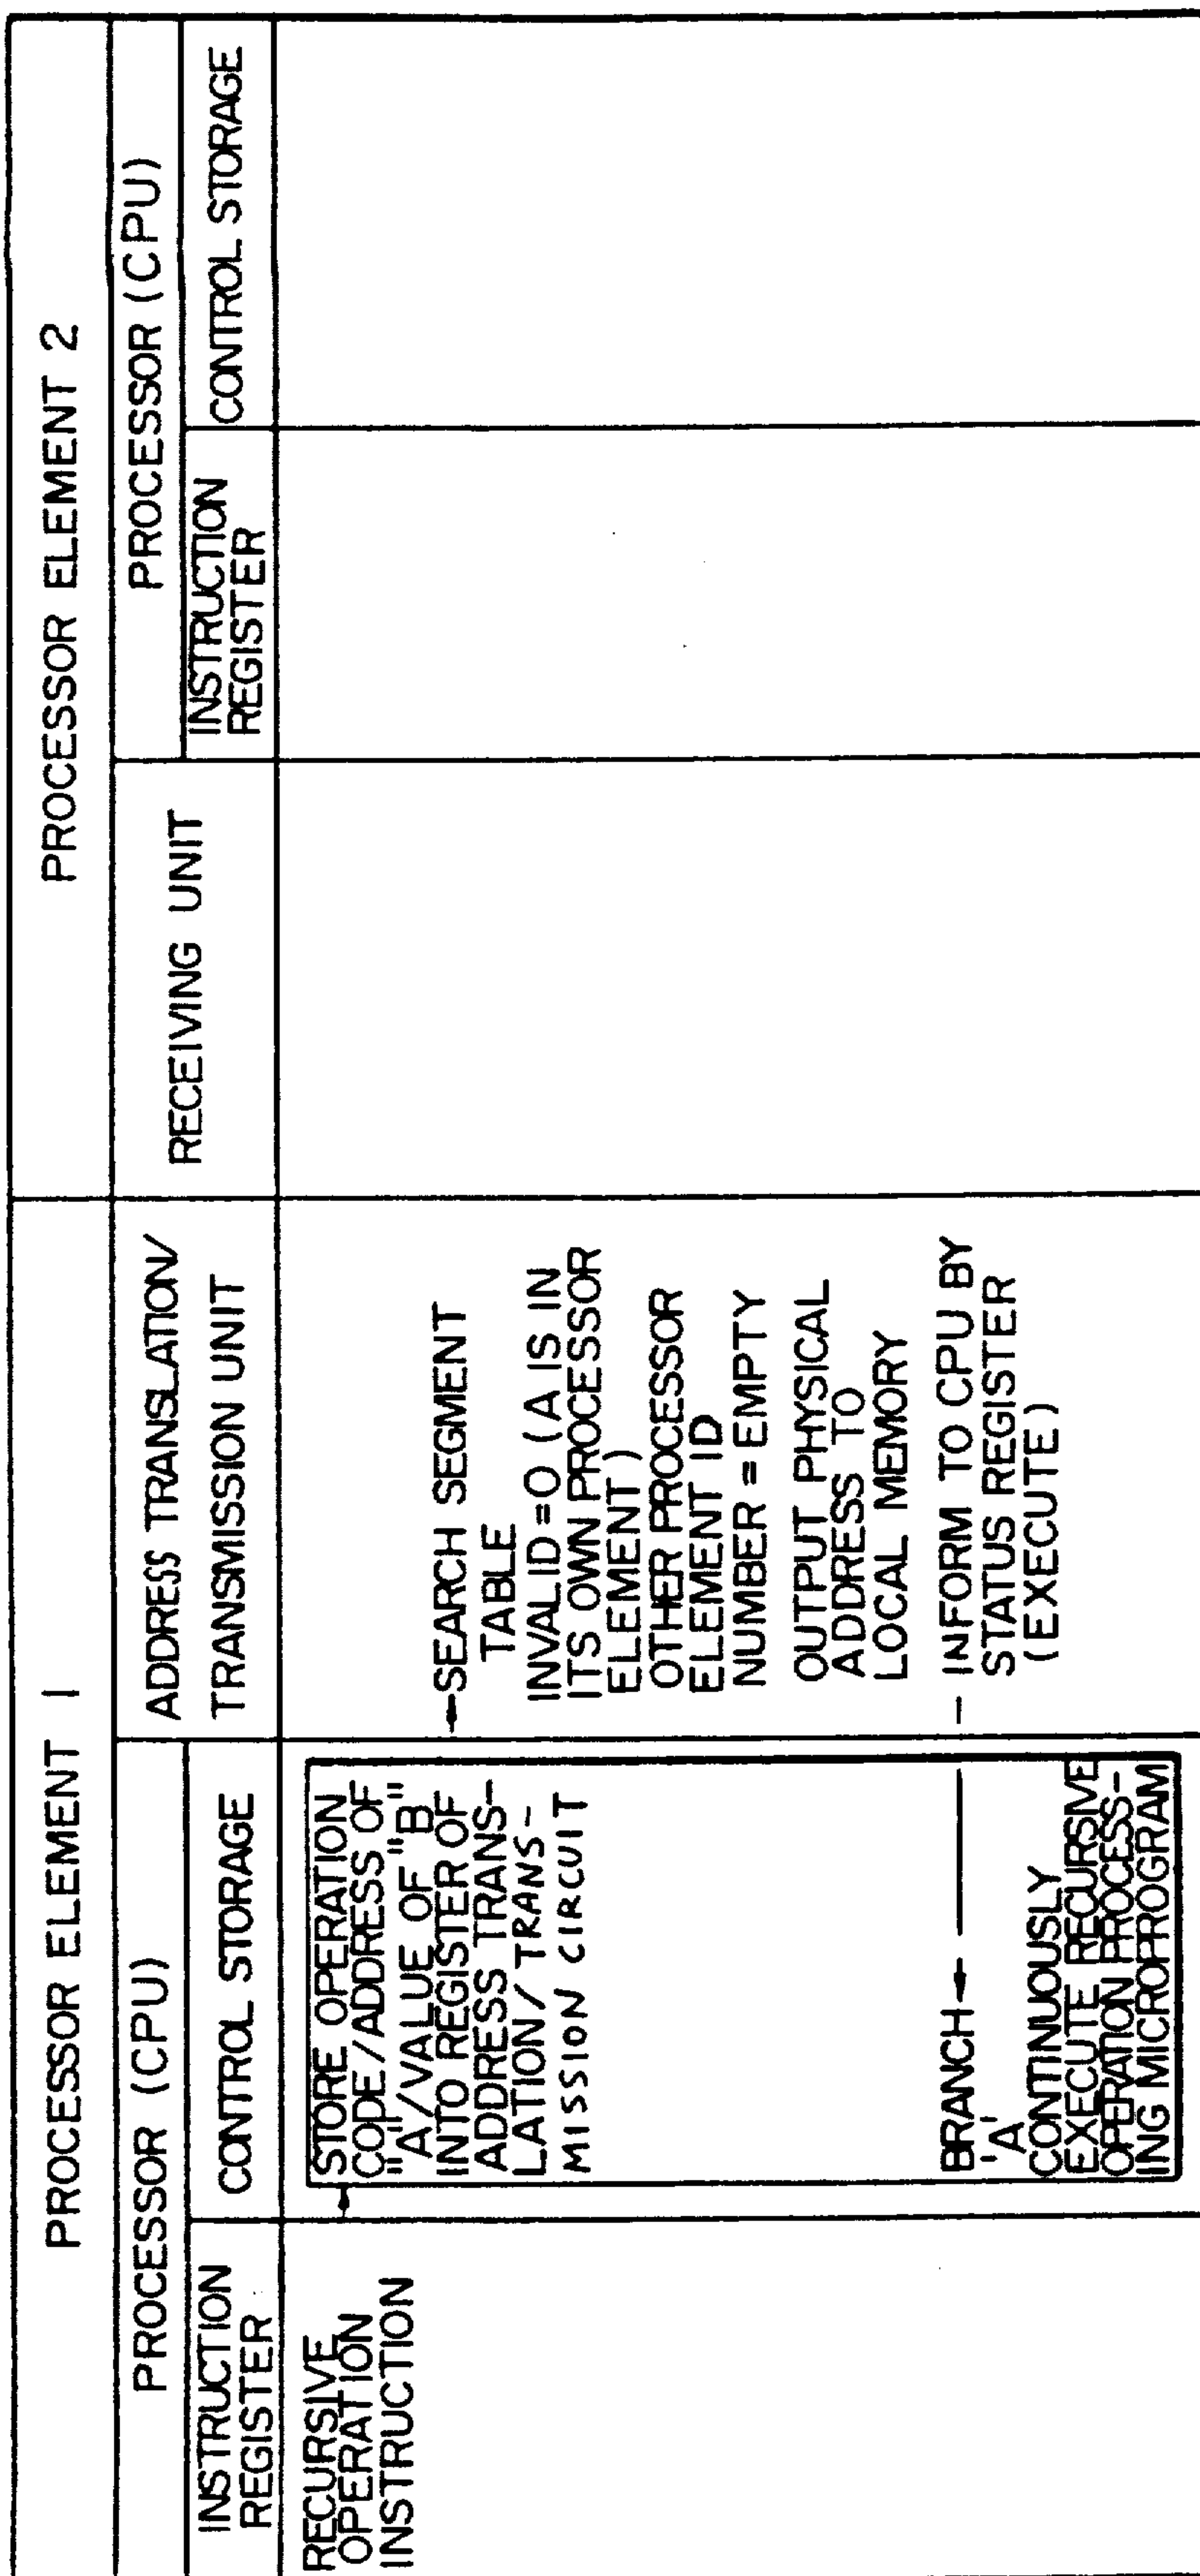 PROCESSOR ELEMENT 1
PROCESSOR ELEMENT 2
PROCESSOR (CPU)
ADDRESS TRANSLATION/
TRANSMISSION UNIT
RECEIVING UNIT
PROCESSOR (CPU)
INSTRUCTION
REGISTER
CONTROL STORAGE
INSTRUCTION
REGISTER
CONTROL STORAGE
RECURSIVE
OPERATION
INSTRUCTION
STORE OPERATION
CODE/ADDRESS OF
"A"/VALUE OF "B"
INTO REGISTER OF
ADDRESS TRANS-
LATION/TRANS-
MISSION CIRCUIT
BRANCH
'A'
CONTINUOUSLY
EXECUTE RECURSIVE
OPERATION PROCESS-
ING MICROPROGRAM
SEARCH SEGMENT
TABLE
INVALID=0 (A IS IN
ITS OWN PROCESSOR
ELEMENT)
OTHER PROCESSOR
ELEMENT ID
NUMBER = EMPTY
OUTPUT PHYSICAL
ADDRESS TO
LOCAL MEMORY
INFORM TO CPU BY
STATUS REGISTER
(EXECUTE)